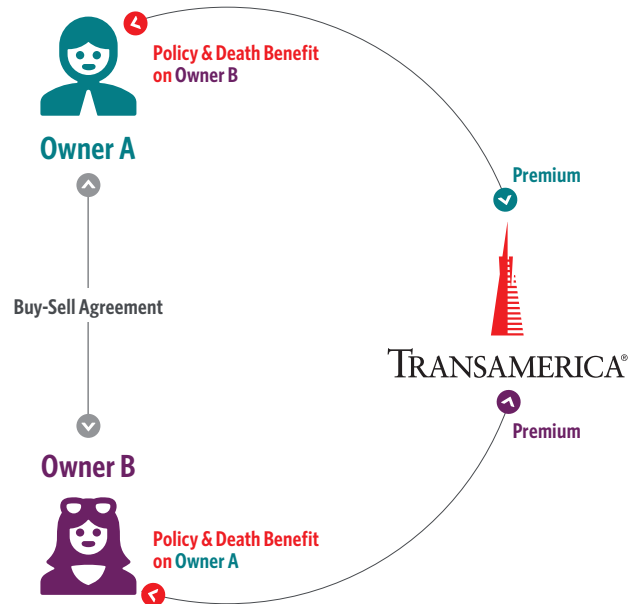 Policy & Death Benefit
on Owner B
Owner A
Premium
Buy-Sell Agreement
TRANSAMERICA®
Premium
Owner B
Policy & Death Benefit
on Owner A